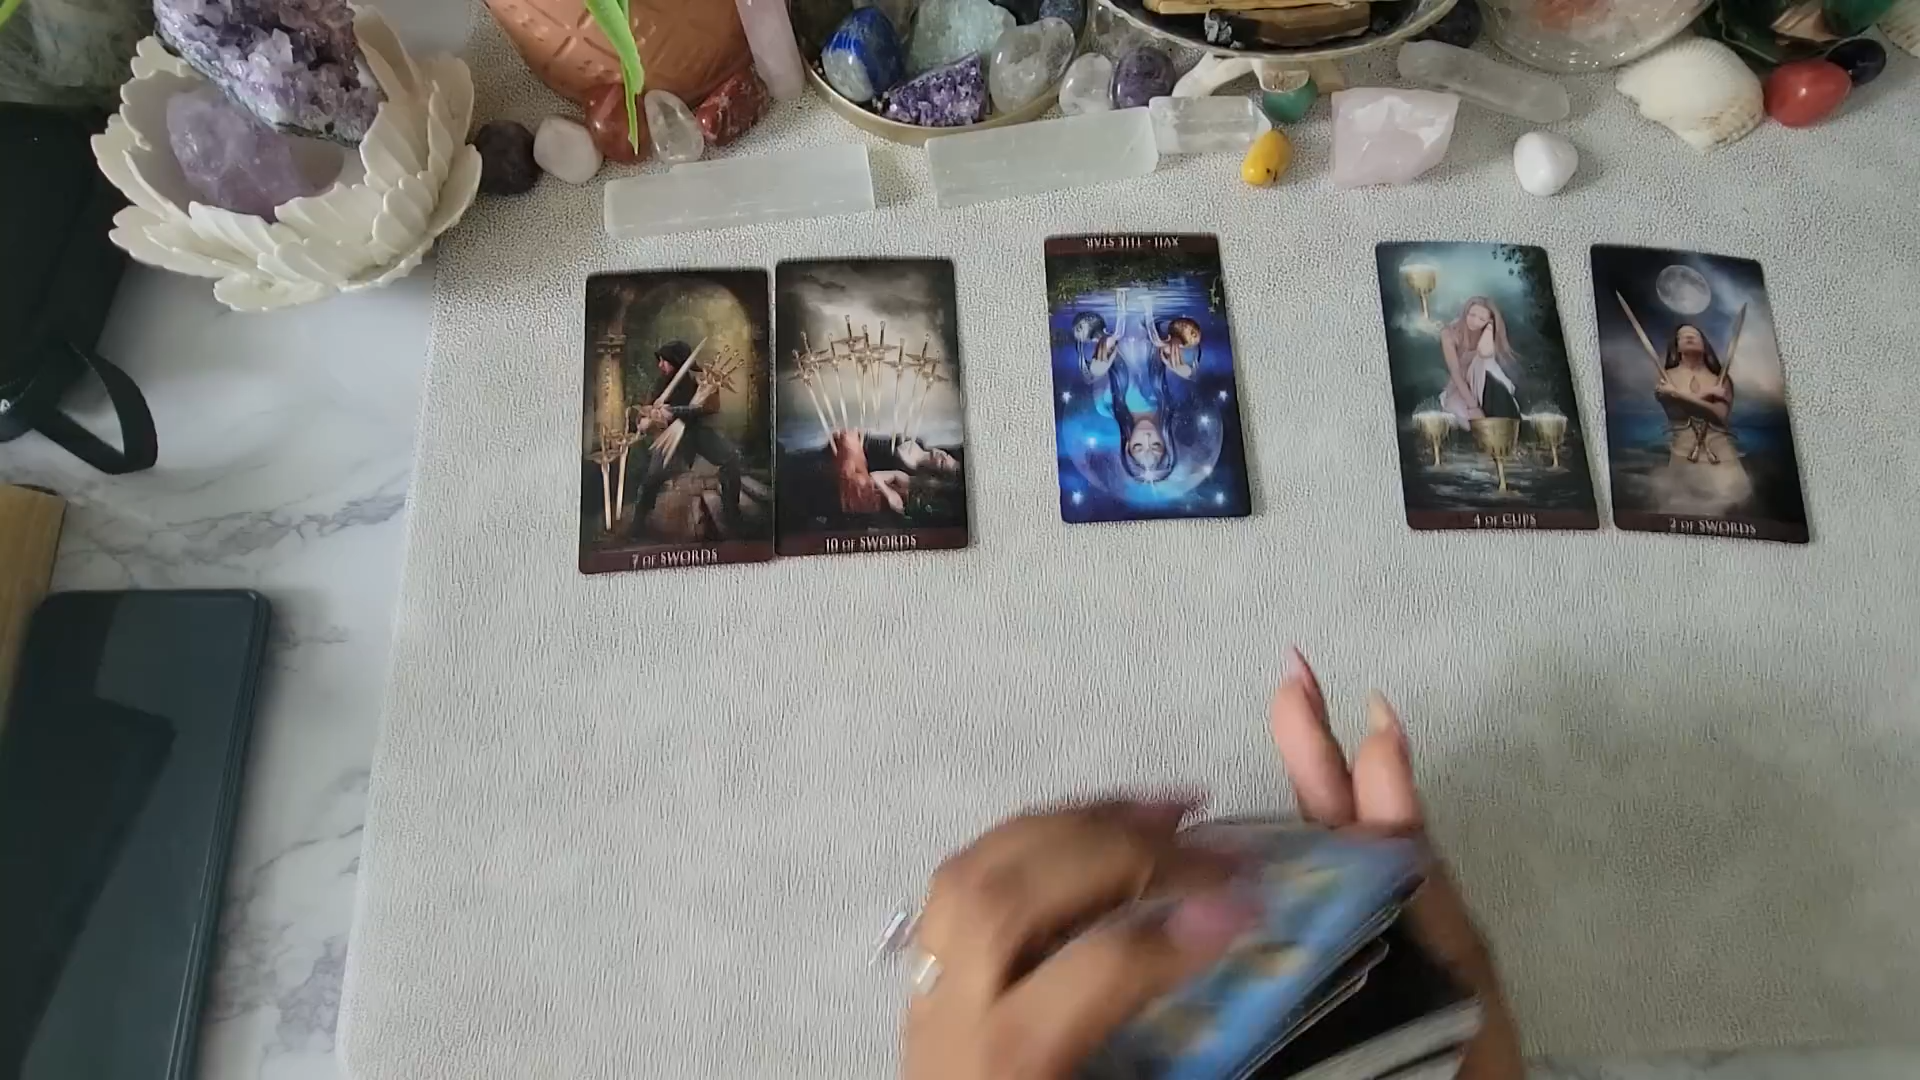 7 OF SWORDS
10 OF SWORDS
XVII · THE STAR
4 OF CUPS
2 OF SWORDS